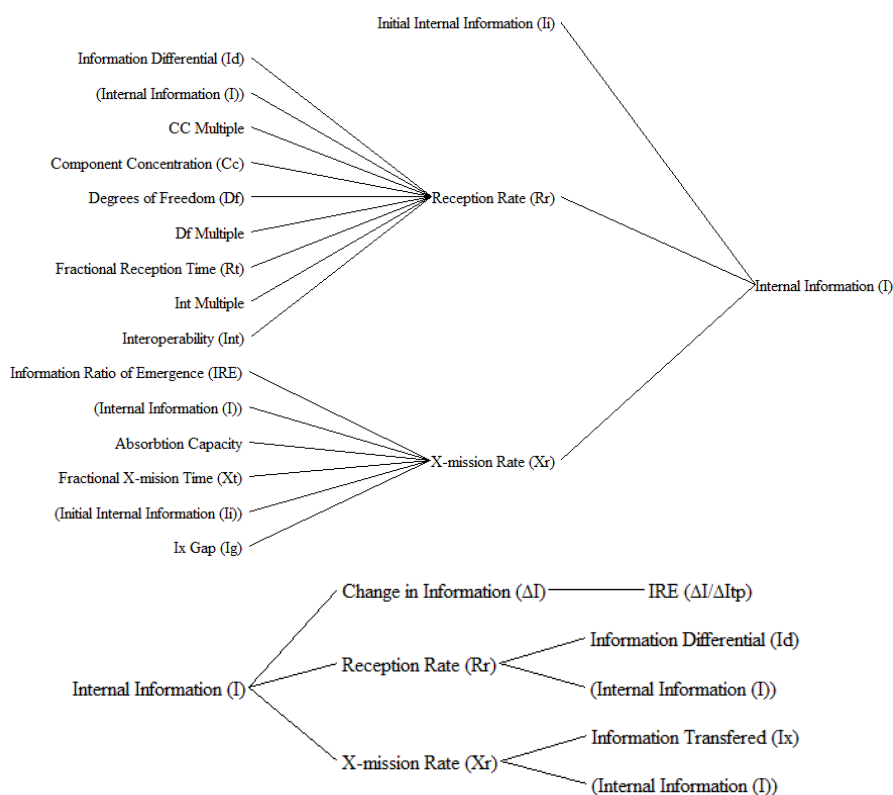 Initial Internal Information (Ii)
Information Differential (Id)
(Internal Information (I))
CC Multiple
Component Concentration (Cc)
Degrees of Freedom (Df)
Reception Rate (Rr)
Df Multiple
Fractional Reception Time (Rt)
Internal Information (I)
Int Multiple
Interoperability (Int)
Information Ratio of Emergence (IRE)
(Internal Information (I))
Absorbtion Capacity
X-mission Rate (Xr)
Fractional X-mision Time (Xt)
(Initial Internal Information (Ii))
Ix Gap (Ig)
Change in Information (ΔI)
IRE (ΔI/ΔItp)
Information Differential (Id)
Reception Rate (Rr)
Internal Information (I)
(Internal Information (I))
Information Transfered (Ix)
X-mission Rate (Xr)
(Internal Information (I))